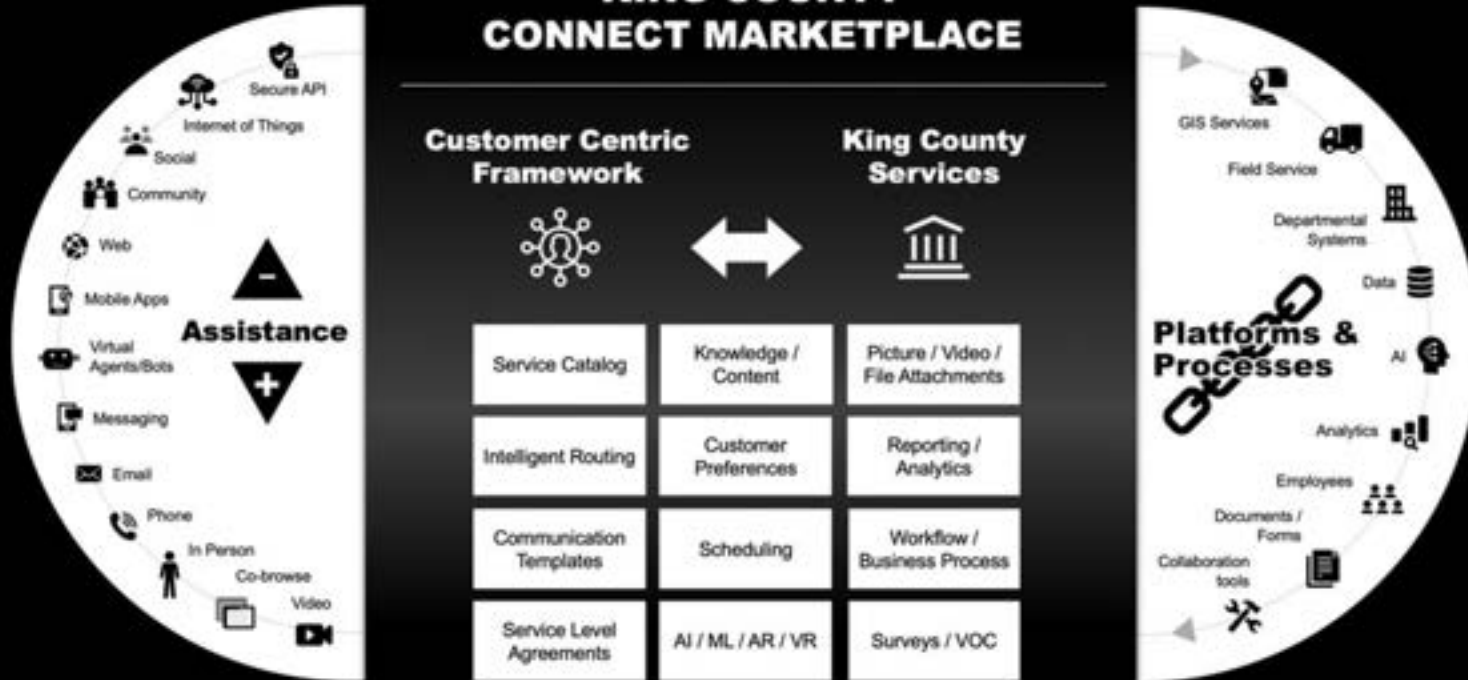 KING COUNTY
CONNECT MARKETPLACE
Secure API
Internet of Things
Social
Community
Web
Mobile Apps
Virtual
Agents/Bots
Messaging
Email
Phone
In Person
Co-browse
Video
-
Assistance
+
Customer Centric
Framework
King County
Services
Service Catalog
Knowledge /
Content
Picture / Video /
File Attachments
Intelligent Routing
Customer
Preferences
Reporting /
Analytics
Communication
Templates
Scheduling
Workflow /
Business Process
Service Level
Agreements
AI / ML / AR / VR
Surveys / VOC
GIS Services
Field Service
Departmental
Systems
Data
Platforms &
Processes
AI
Analytics
Employees
Documents /
Forms
Collaboration
tools